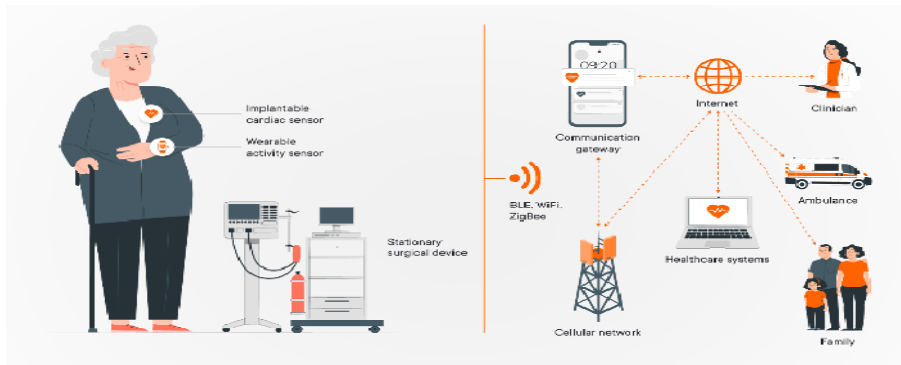 Implantable
cardiac sensor
Wearable
activity sensor
Stationary
surgical device
BLE, WiFi,
ZigBee
09:20
Communication
gateway
Internet
Clinician
Ambulance
Healthcare systems
Cellular network
Family